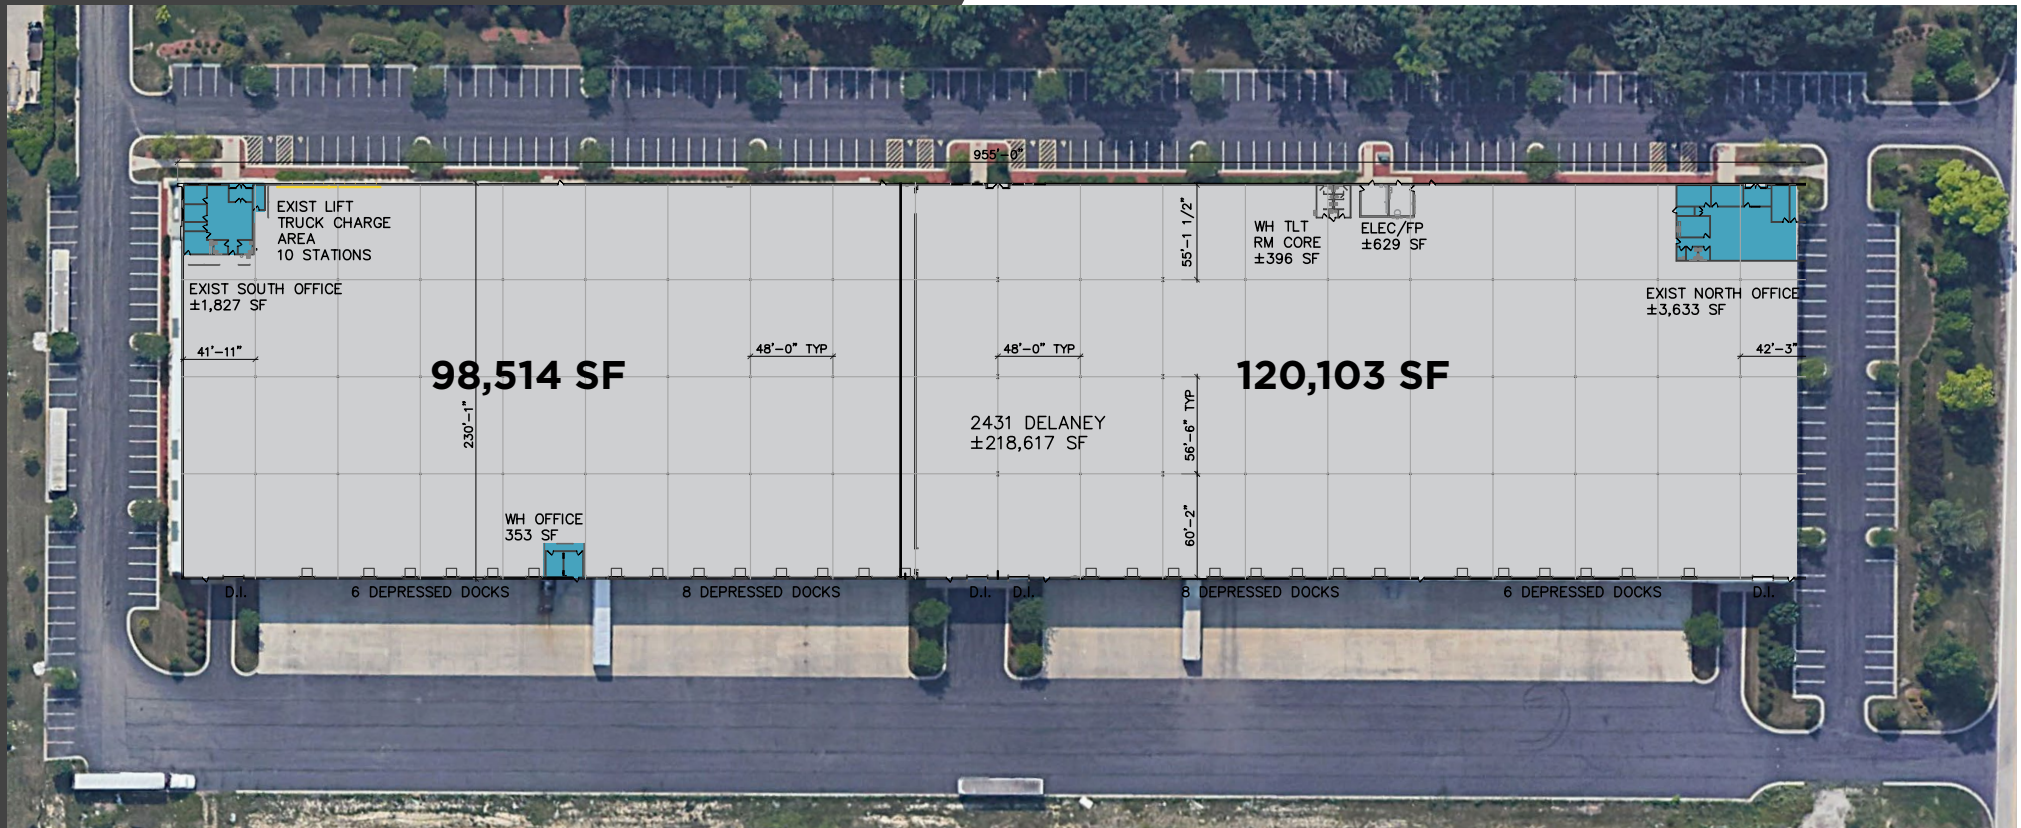 955'-0"
EXIST LIFT
TRUCK CHARGE
AREA
10 STATIONS
EXIST SOUTH OFFICE
±1,827 SF
41'-11"
98,514 SF
230'-1"
48'-0" TYP
WH OFFICE
353 SF
48'-0" TYP
2431 DELANEY
±218,617 SF
55'-1 1/2"
WH TLT
RM CORE
±396 SF
ELEC/FP
±629 SF
EXIST NORTH OFFICE
±3,633 SF
42'-3"
120,103 SF
56'-6" TYP
60'-2"
D.I.
6 DEPRESSED DOCKS
8 DEPRESSED DOCKS
D.I.
D.I.
8 DEPRESSED DOCKS
6 DEPRESSED DOCKS
D.I.